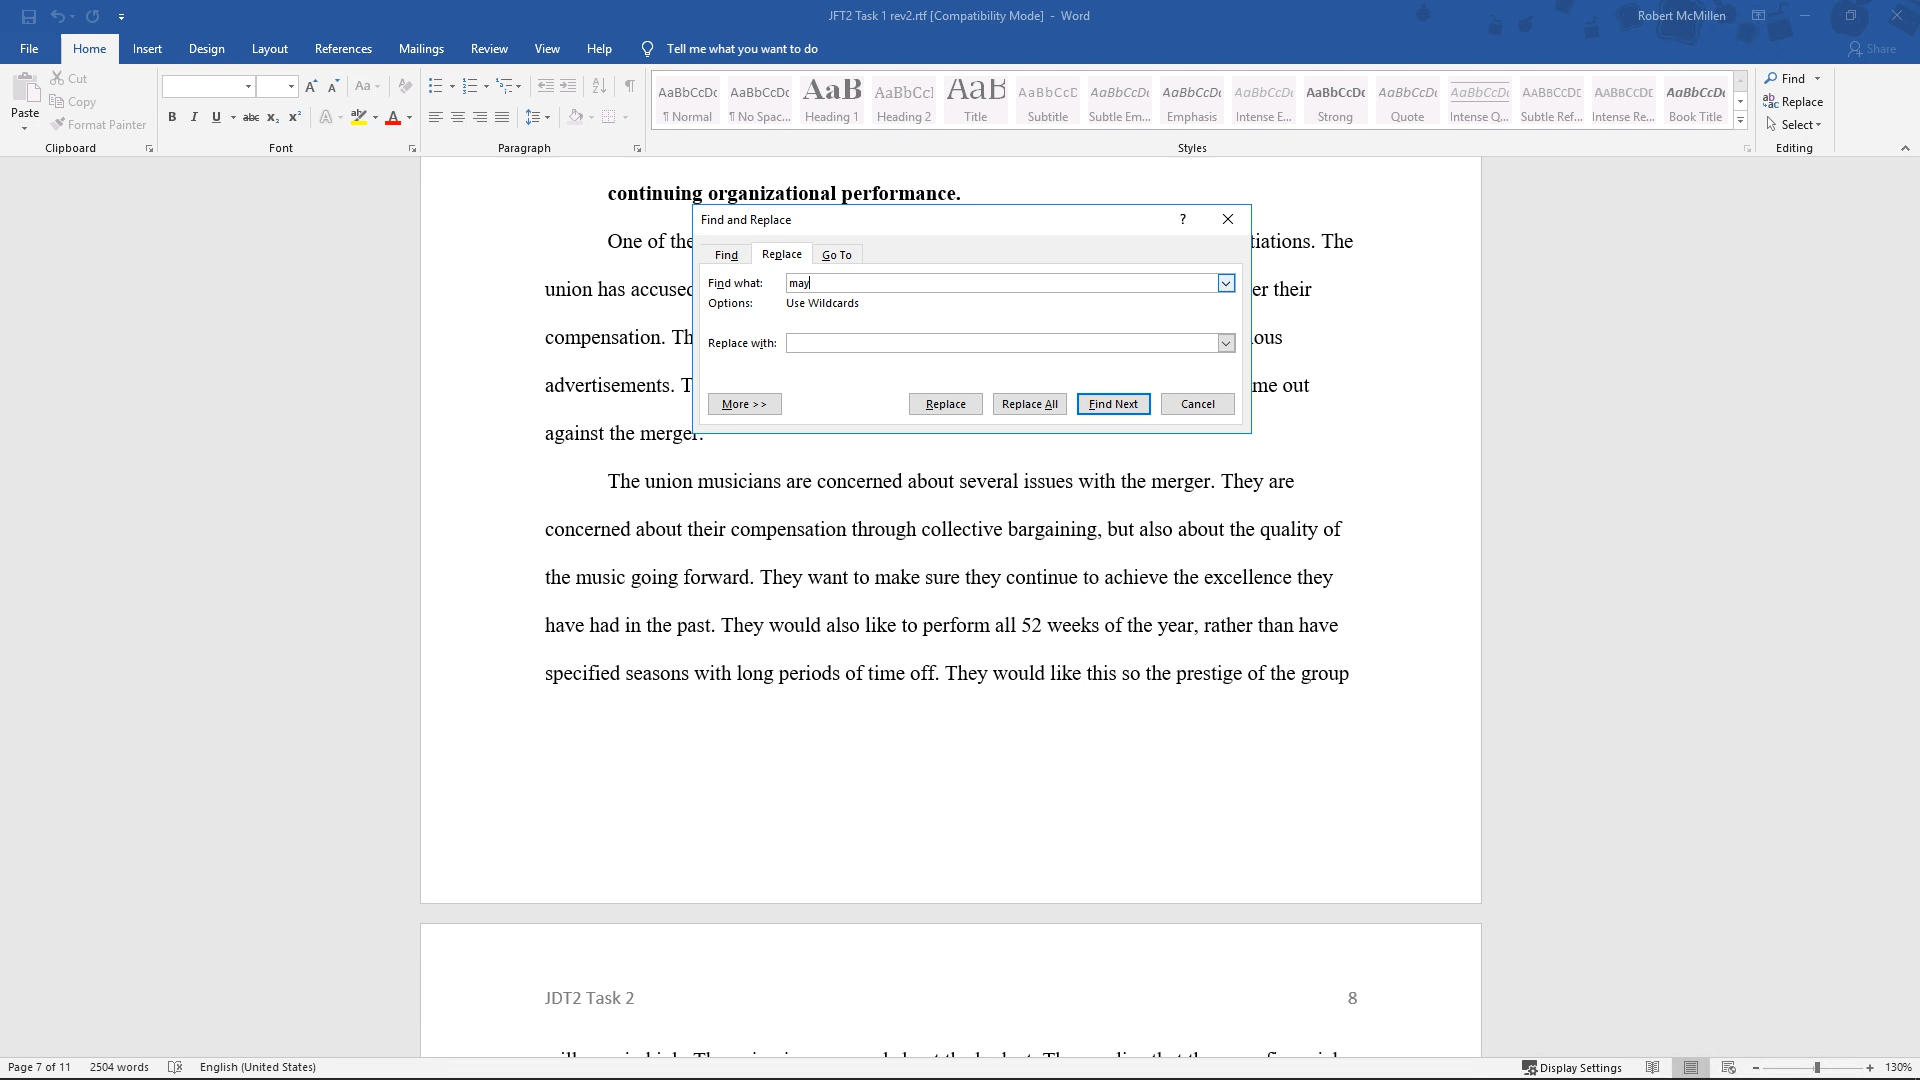 JFT2 Task 1 rev2.rtf [Compatibility Mode] - Word
Robert McMillen
File Home Insert Design Layout References Mailings Review View Help Tell me what you want to do
Share
Paste
Cut
Copy
Format Painter
Clipboard
Font
Paragraph
AaBbCcDc AaBbCcDc AaB AaBbCcl AaB AaBbCcD AaBbCcDt AaBbCcDt AaBbCcDt AaBbCcDc AaBbCcDt AaBbCcDt AABBCCDE AABBCCDE AaBbCcDt
¶ Normal ¶ No Spac... Heading 1 Heading 2 Title Subtitle Subtle Em... Emphasis Intense E... Strong Quote Intense Q... Subtle Ref... Intense Re... Book Title
Styles
Find
Replace
Select
Editing
continuing organizational performance.
One of the
tiations. The
union has accused
er their
compensation. Th
ious
advertisements. T
me out
against the merger.
Find and Replace
?
Find Replace Go To
Find what: may
Options: Use Wildcards
Replace with:
More >> Replace Replace All Find Next Cancel
The union musicians are concerned about several issues with the merger. They are
concerned about their compensation through collective bargaining, but also about the quality of
the music going forward. They want to make sure they continue to achieve the excellence they
have had in the past. They would also like to perform all 52 weeks of the year, rather than have
specified seasons with long periods of time off. They would like this so the prestige of the group
JDT2 Task 2 8
Page 7 of 11 2504 words English (United States) Display Settings 130%